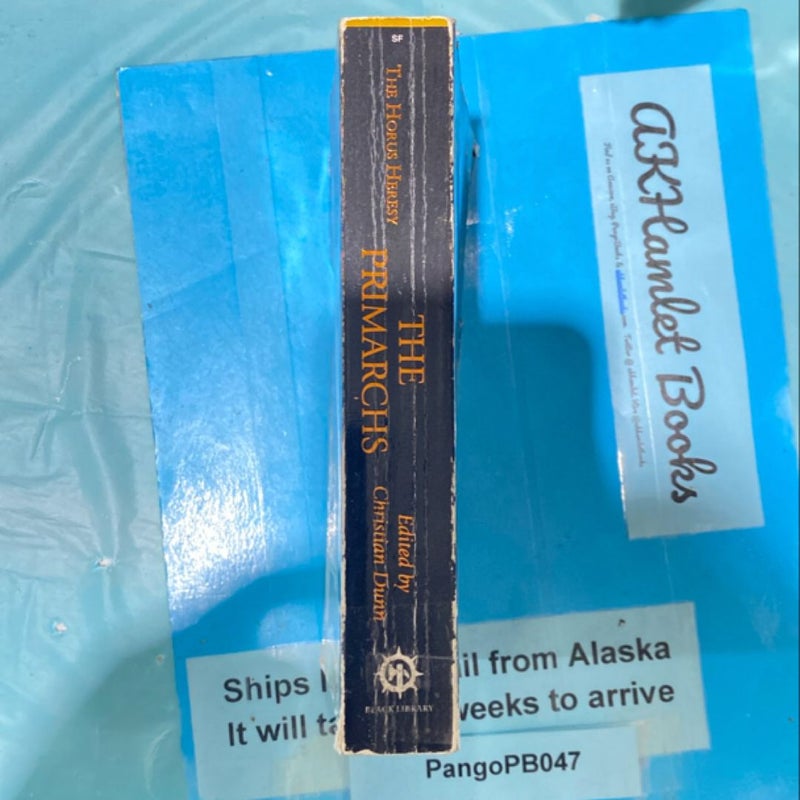 SF
THE HORUS HERESY
THE
PRIMARCHS
Edited by
Christian Dunn
BLACK LIBRARY
AKHamlet Books
Ships
il from Alaska
It will
weeks to arrive
PangoPB047